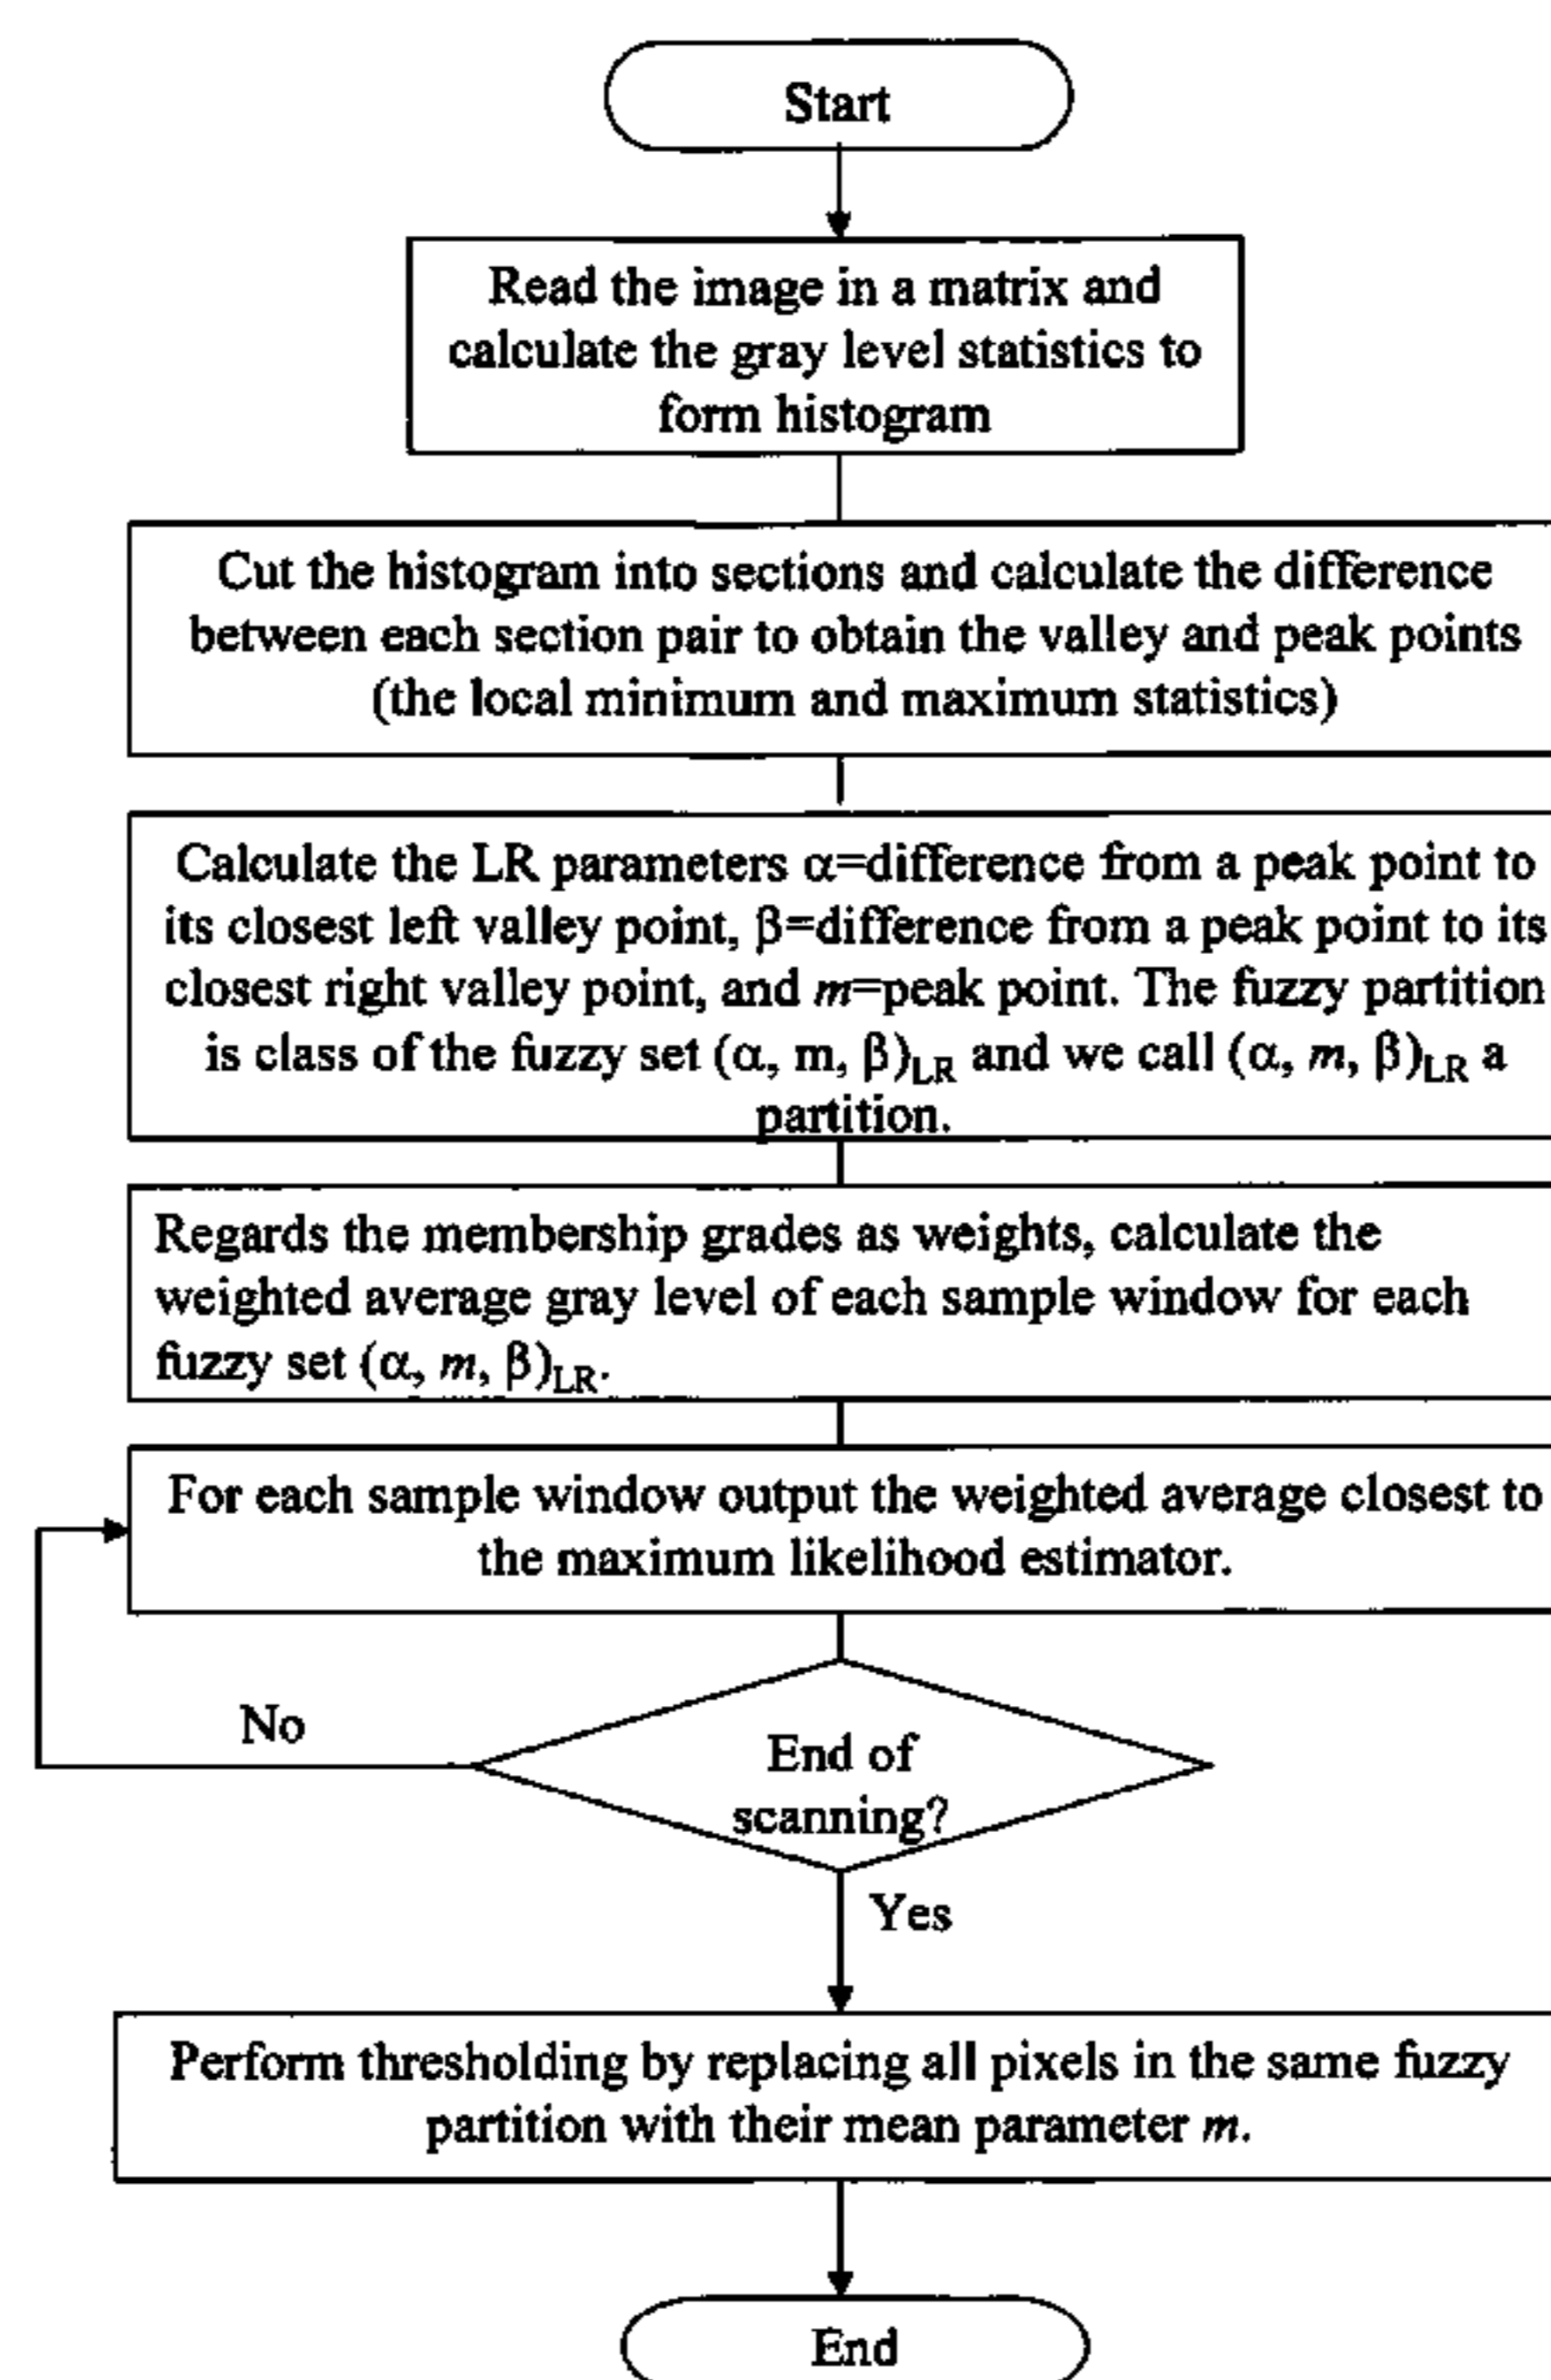 Start
Read the image in a matrix and
calculate the gray level statistics to
form histogram
Cut the histogram into sections and calculate the difference
between each section pair to obtain the valley and peak points
(the local minimum and maximum statistics)
Calculate the LR parameters α=difference from a peak point to
its closest left valley point, β=difference from a peak point to its
closest right valley point, and m=peak point. The fuzzy partition
is class of the fuzzy set (α, m, β)LR and we call (α, m, β)LR a
partition.
Regards the membership grades as weights, calculate the
weighted average gray level of each sample window for each
fuzzy set (α, m, β)LR.
For each sample window output the weighted average closest to
the maximum likelihood estimator.
No
End of
scanning?
Yes
Perform thresholding by replacing all pixels in the same fuzzy
partition with their mean parameter m.
End